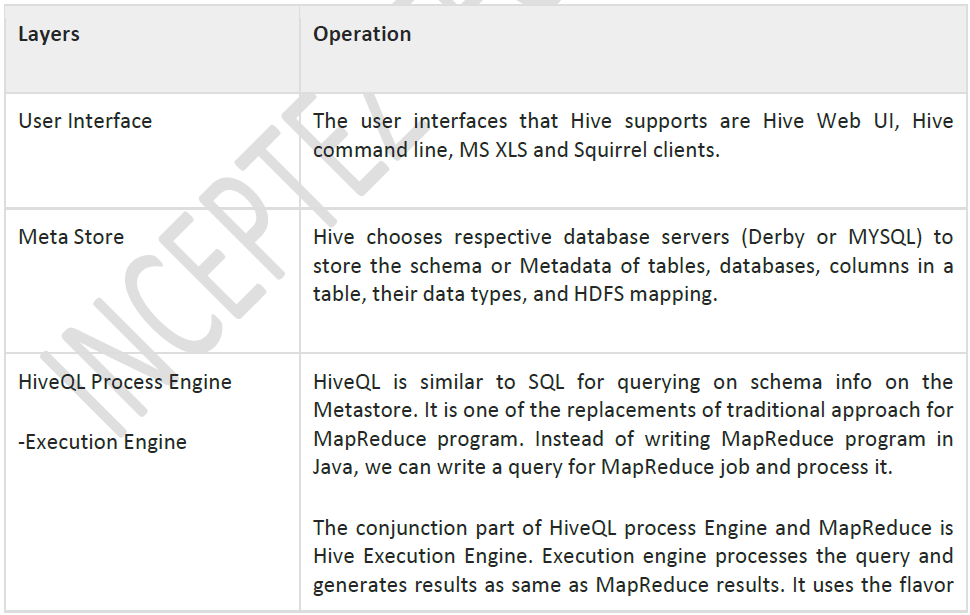 Layers
Operation
User Interface
The user interfaces that Hive supports are Hive Web UI, Hive
command line, MS XLS and Squirrel clients.
Meta Store
Hive chooses respective database servers (Derby or MYSQL) to
store the schema or Metadata of tables, databases, columns in a
table, their data types, and HDFS mapping.
HiveQL Process Engine
-Execution Engine
HiveQL is similar to SQL for querying on schema info on the
Metastore. It is one of the replacements of traditional approach for
MapReduce program. Instead of writing MapReduce program in
Java, we can write a query for MapReduce job and process it.
The conjunction part of HiveQL process Engine and MapReduce is
Hive Execution Engine. Execution engine processes the query and
generates results as same as MapReduce results. It uses the flavor
INCEPTEZ